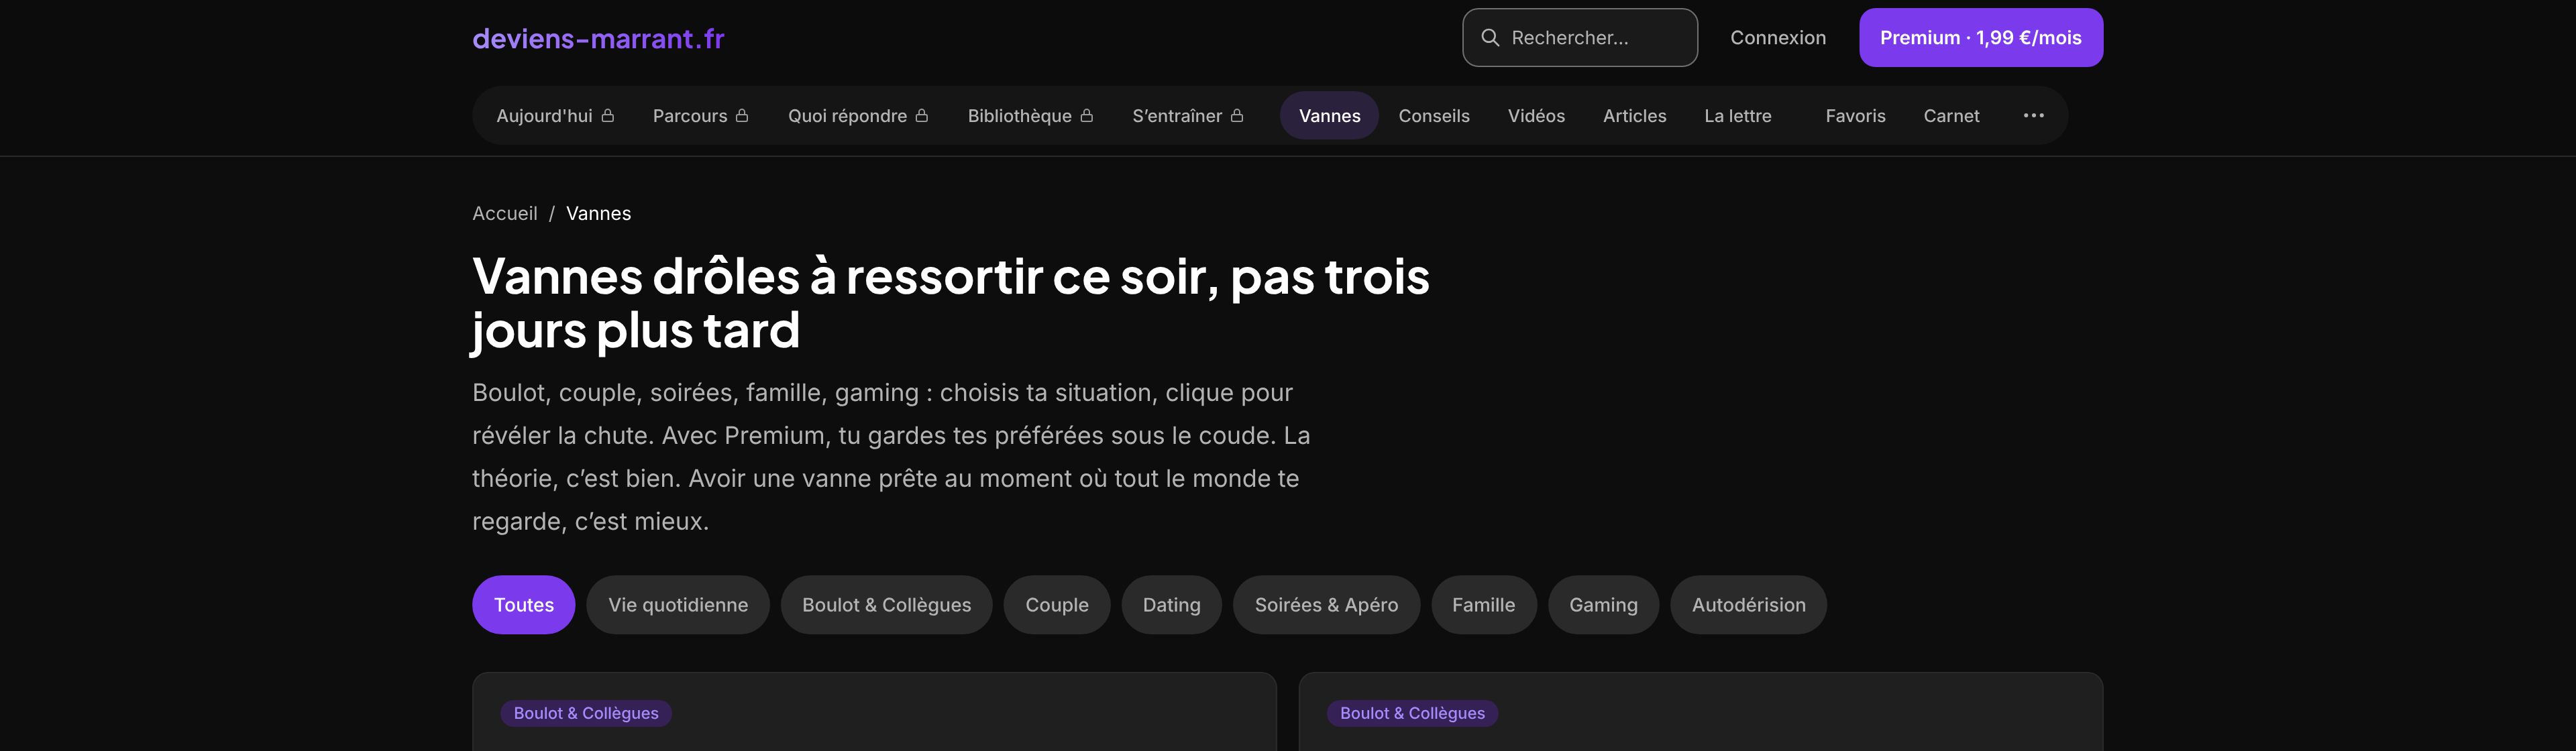 deviens-marrant.fr
Rechercher...
Connexion
Premium · 1,99 €/mois
Aujourd'hui
Parcours
Quoi répondre
Bibliothèque
S’entraîner
Vannes
Conseils
Vidéos
Articles
La lettre
Favoris
Carnet
Accueil / Vannes
Vannes drôles à ressortir ce soir, pas trois
jours plus tard
Boulot, couple, soirées, famille, gaming : choisis ta situation, clique pour
révéler la chute. Avec Premium, tu gardes tes préférées sous le coude. La
théorie, c’est bien. Avoir une vanne prête au moment où tout le monde te
regarde, c’est mieux.
Toutes
Vie quotidienne
Boulot & Collègues
Couple
Dating
Soirées & Apéro
Famille
Gaming
Autodérision
Boulot & Collègues
Boulot & Collègues